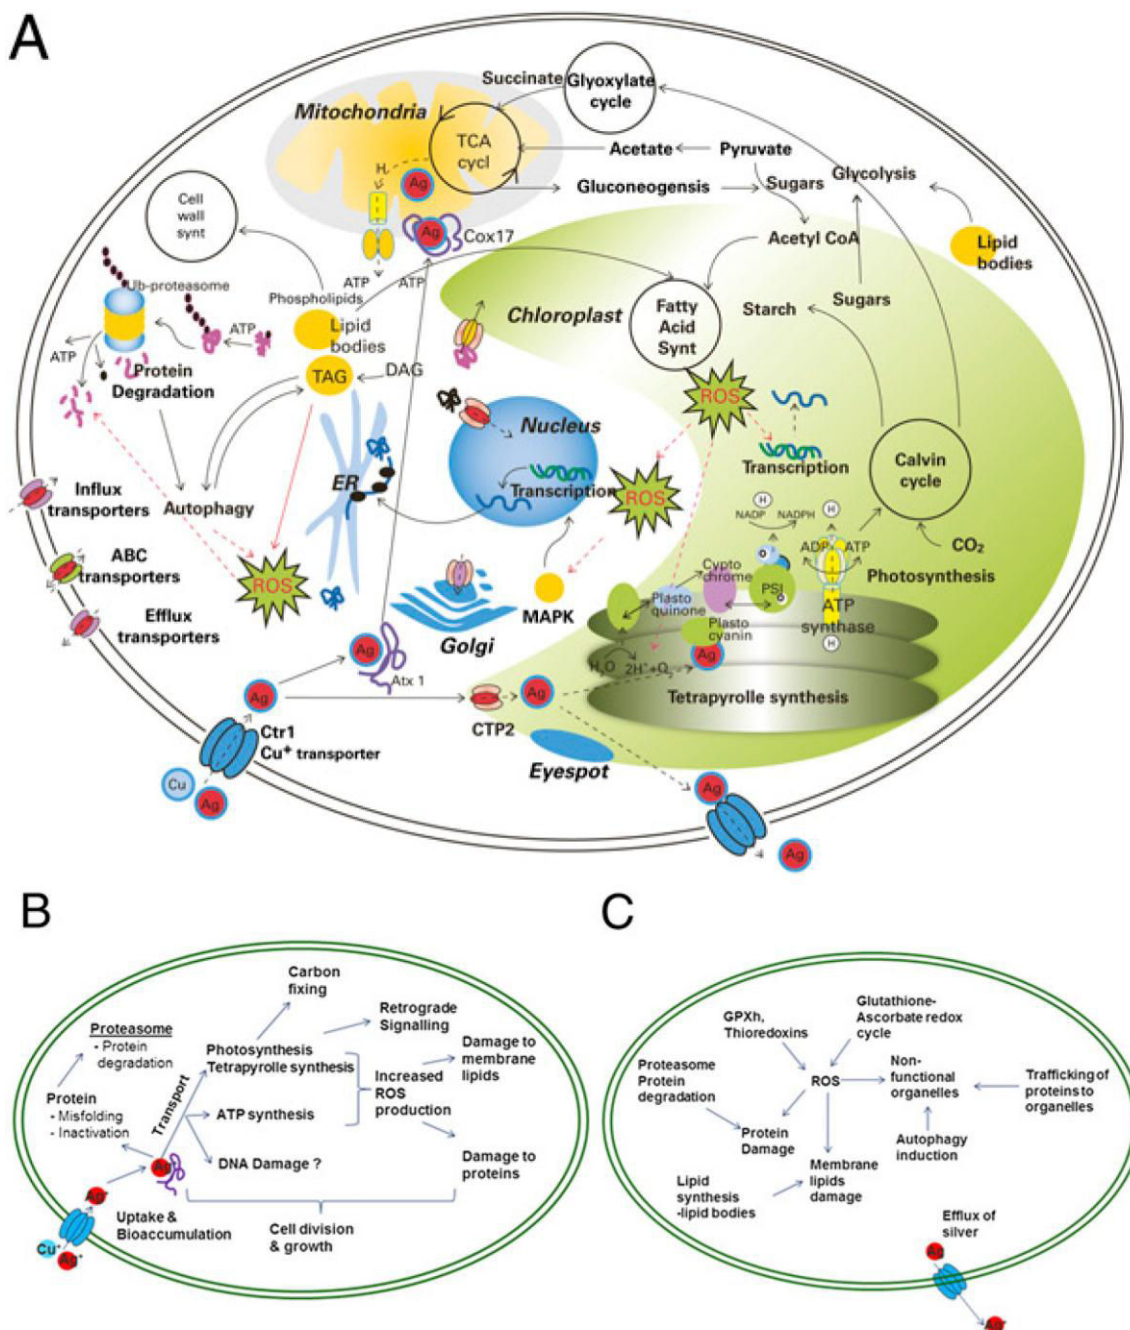 A
Succinate
Glyoxylate
cycle
Mitochondria
TCA
cycl
H
Ag
Acetate
Pyruvate
Gluconeogensis
Sugars
Glycolysis
Cell
wall
synt
Ag
Cox17
Acetyl CoA
Lipid
bodies
ATP
ATP
Ub-proteasome
Phospholipids
Chloroplast
Fatty
Acid
Synt
Starch
Sugars
ATP
ATP
Lipid
bodies
Protein
Degradation
TAG
DAG
ROS
Nucleus
Transcription
Transcription
Calvin
cycle
Influx
transporters
Autophagy
ER
ROS
H
NADP
NADPH
H
ABC
transporters
ROS
CO₂
ADP
ATP
Photosynthesis
Cypto
chrome
PSI
Efflux
transporters
MAPK
Plasto
quinone
ATP
synthase
Golgi
Plasto
cyanin
H
Ag
Atx 1
H₂O
2H⁺+O₂
Ag
Tetrapyrolle synthesis
Ag
Ag
CTP2
Ctr1
Cu⁺ transporter
Eyespot
Cu
Ag
Ag
Ag
B
Carbon
fixing
Retrograde
Signalling
Proteasome
- Protein
degradation
Photosynthesis
Tetrapyrolle synthesis
Damage to
membrane
lipids
Increased
ROS
production
Protein
- Misfolding
- Inactivation
Transport
ATP synthesis
DNA Damage ?
Damage to
proteins
Ag
Ag⁺
Uptake &
Bioaccumulation
Cell division
& growth
Cu⁺
Ag⁺
C
GPXh,
Thioredoxins
Glutathione-
Ascorbate redox
cycle
Proteasome
Protein
degradation
ROS
Non-
functional
organelles
Trafficking of
proteins to
organelles
Protein
Damage
Autophagy
induction
Membrane
lipids
damage
Lipid
synthesis
-lipid bodies
Efflux of
silver
Ag
Ag⁺